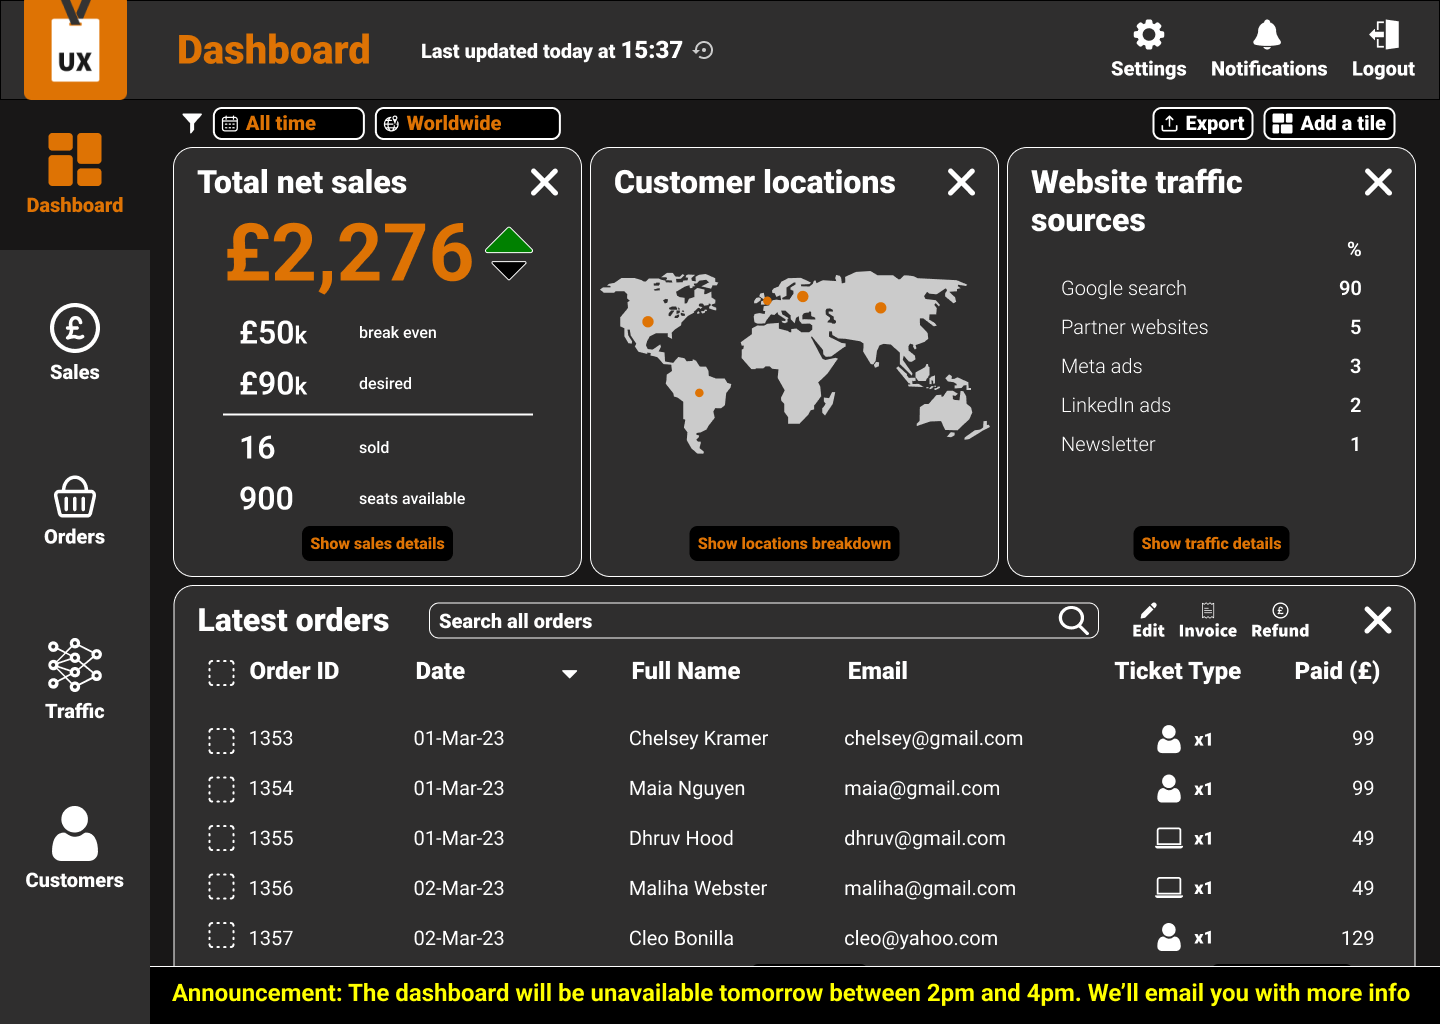 UX
Dashboard
Last updated today at 15:37
Settings
Notifications
Logout
All time
Worldwide
Export
Add a tile
Dashboard
Sales
Orders
Traffic
Customers
Total net sales
£2,276
£50k break even
£90k desired
16 sold
900 seats available
Show sales details
Customer locations
Show locations breakdown
Website traffic
sources
%
Google search 90
Partner websites 5
Meta ads 3
LinkedIn ads 2
Newsletter 1
Show traffic details
Latest orders
Search all orders
Edit
Invoice
Refund
Order ID Date Full Name Email Ticket Type Paid (£)
1353 01-Mar-23 Chelsey Kramer chelsey@gmail.com x1 99
1354 01-Mar-23 Maia Nguyen maia@gmail.com x1 99
1355 01-Mar-23 Dhruv Hood dhruv@gmail.com x1 49
1356 02-Mar-23 Maliha Webster maliha@gmail.com x1 49
1357 02-Mar-23 Cleo Bonilla cleo@yahoo.com x1 129
Announcement: The dashboard will be unavailable tomorrow between 2pm and 4pm. We’ll email you with more info